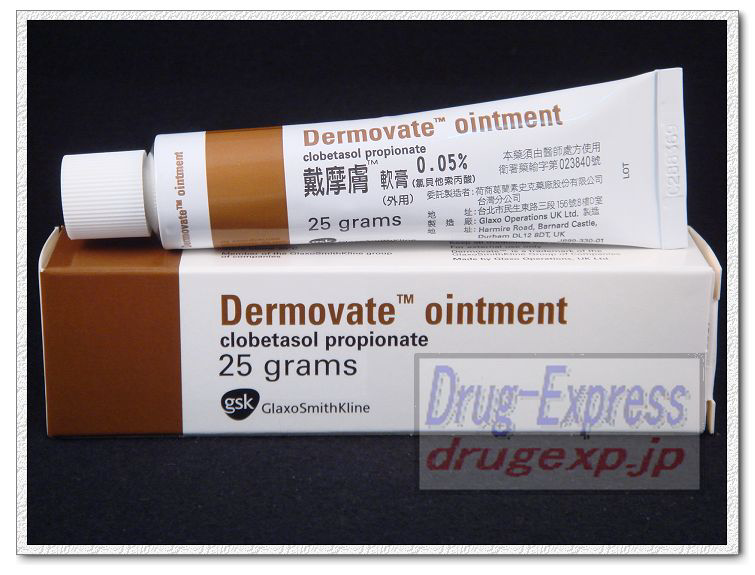 Dermovate™ ointment
Dermovate™ ointment
clobetasol propionate
0.05%
戴摩膚™ 軟膏 (氯貝他索丙酸)
(外用)
25 grams
本藥須由醫師處方使用
衛署藥輸字第023840號
委託製造者: 荷商葛蘭素史克藥廠股份有限公司
台灣分公司
地 址: 台北市民生東路三段156號8樓D室
製 造 廠: Glaxo Operations UK Ltd. 製造
地 址: Harmire Road, Barnard Castle,
Durham DL12 8DT, UK
LOT
C288369
of the GlaxoSmithKline group
of companies
Made by Glaxo Operations, UK Ltd.
Dermovate™ ointment
clobetasol propionate
25 grams
gsk GlaxoSmithKline
Drug-Express
drugexp.jp